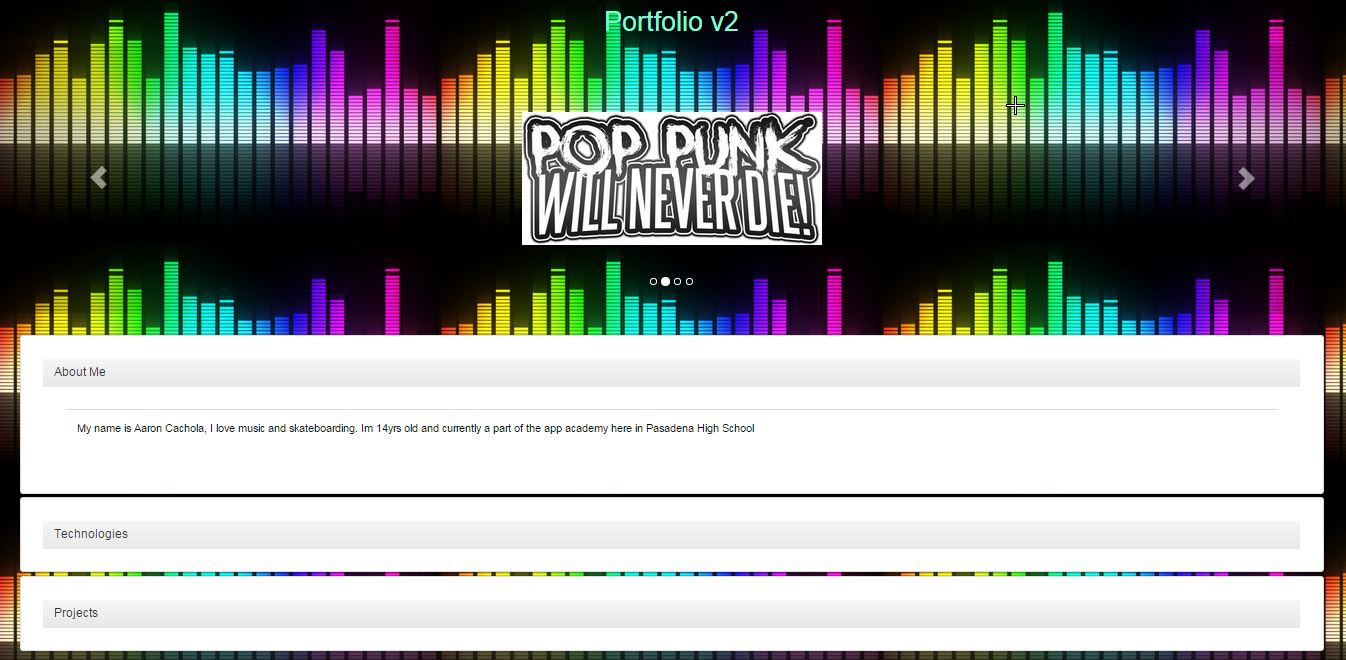 Portfolio v2
POP PUNK
WILL NEVER DIE!
About Me
My name is Aaron Cachola, I love music and skateboarding. Im 14yrs old and currently a part of the app academy here in Pasadena High School
Technologies
Projects